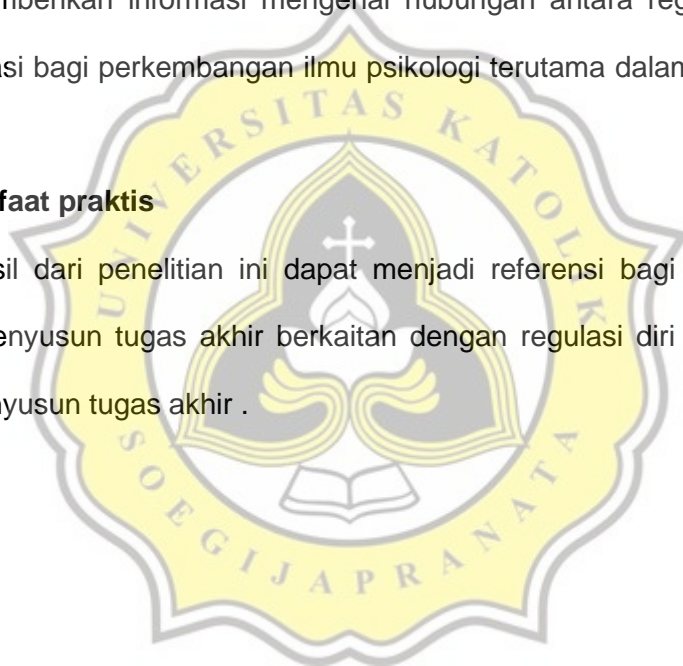 mberikan informasi mengenai hubungan antara reg
asi bagi perkembangan ilmu psikologi terutama dalam
faat praktis
sil dari penelitian ini dapat menjadi referensi bagi
enyusun tugas akhir berkaitan dengan regulasi diri
nyusun tugas akhir .
UNIVERSITAS KATOLIK
SOEGIJAPRANATA